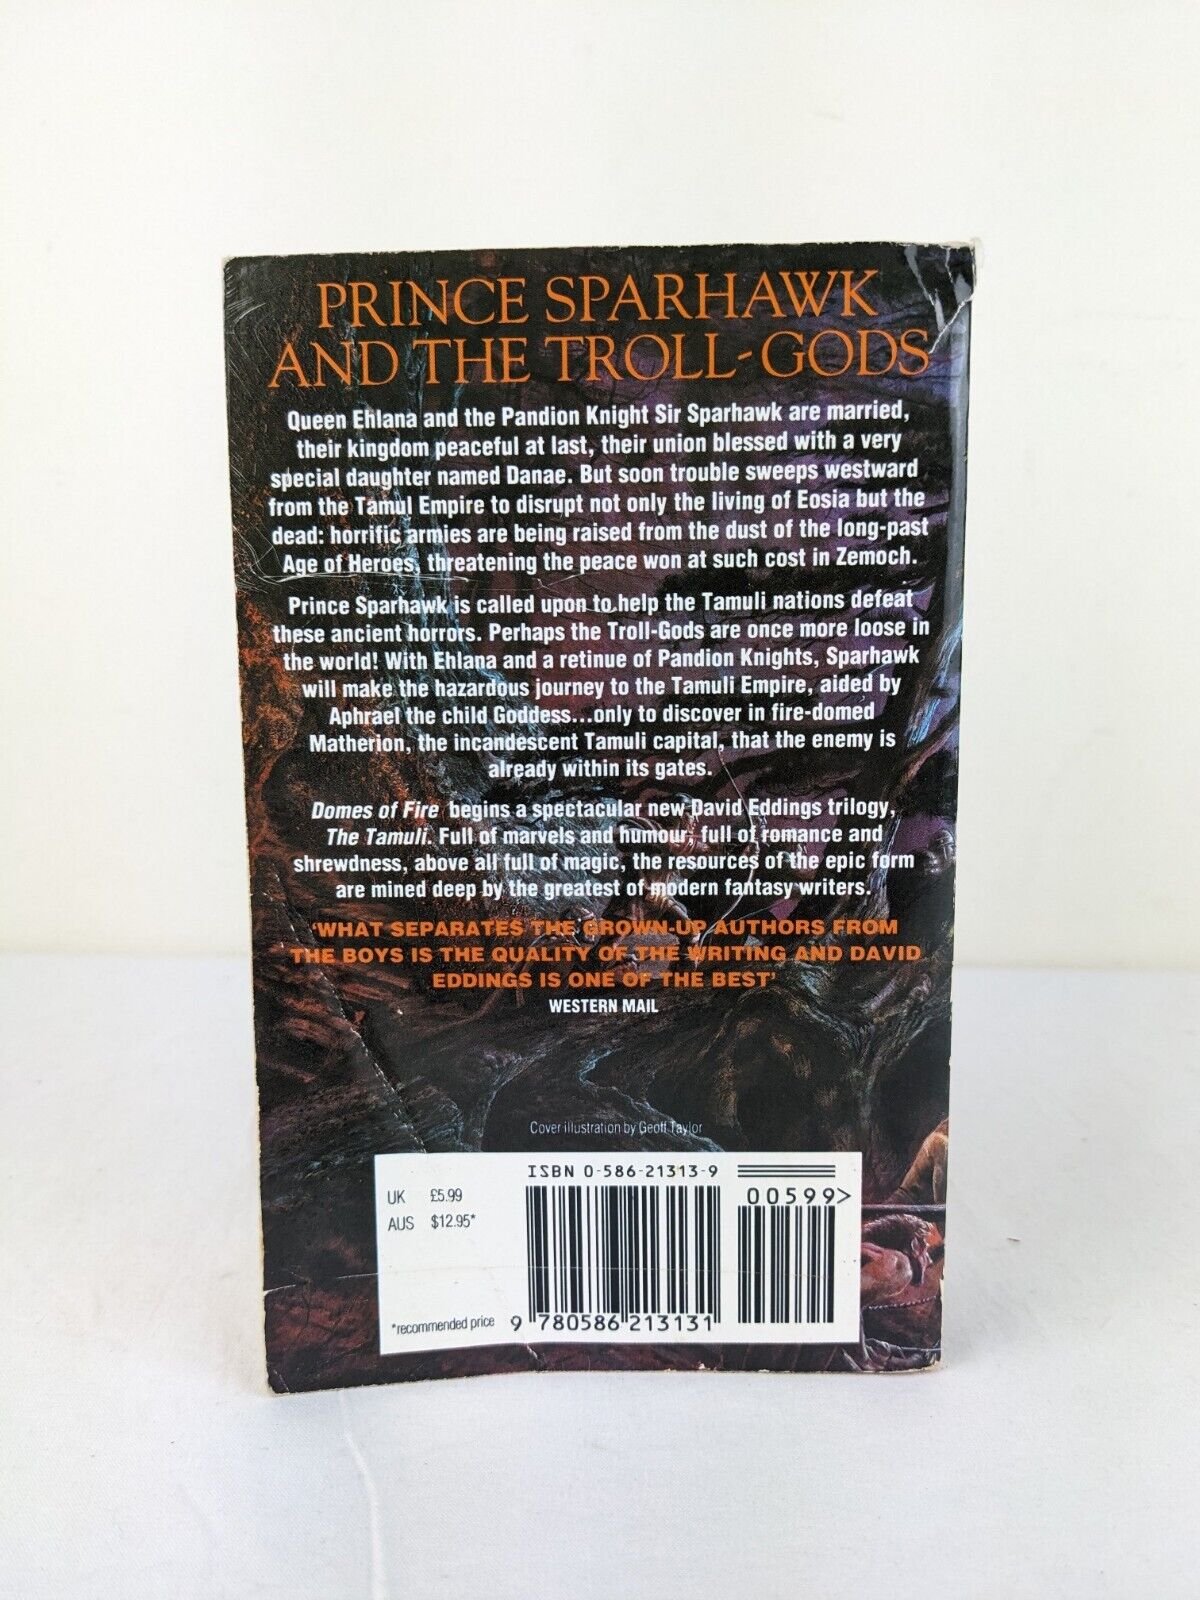 PRINCE SPARHAWK
AND THE TROLL-GODS
Queen Ehlana and the Pandion Knight Sir Sparhawk are married,
their kingdom peaceful at last, their union blessed with a very
special daughter named Danae. But soon trouble sweeps westward
from the Tamul Empire to disrupt not only the living of Eosia but the
dead: horrific armies are being raised from the dust of the long-past
Age of Heroes, threatening the peace won at such cost in Zemoch.
Prince Sparhawk is called upon to help the Tamuli nations defeat
these ancient horrors. Perhaps the Troll-Gods are once more loose in
the world! With Ehlana and a retinue of Pandion Knights, Sparhawk
will make the hazardous journey to the Tamuli Empire, aided by
Aphrael the child Goddess...only to discover in fire-domed
Matherion, the incandescent Tamuli capital, that the enemy is
already within its gates.
Domes of Fire begins a spectacular new David Eddings trilogy,
The Tamuli. Full of marvels and humour, full of romance and
shrewdness, above all full of magic, the resources of the epic form
are mined deep by the greatest of modern fantasy writers.
'WHAT SEPARATES THE GROWN-UP AUTHORS FROM
THE BOYS IS THE QUALITY OF THE WRITING AND DAVID
EDDINGS IS ONE OF THE BEST'
WESTERN MAIL
Cover illustration by Geoff Taylor
ISBN 0-586-21313-9
00599>
UK £5.99
AUS $12.95*
*recommended price
9 780586 213131